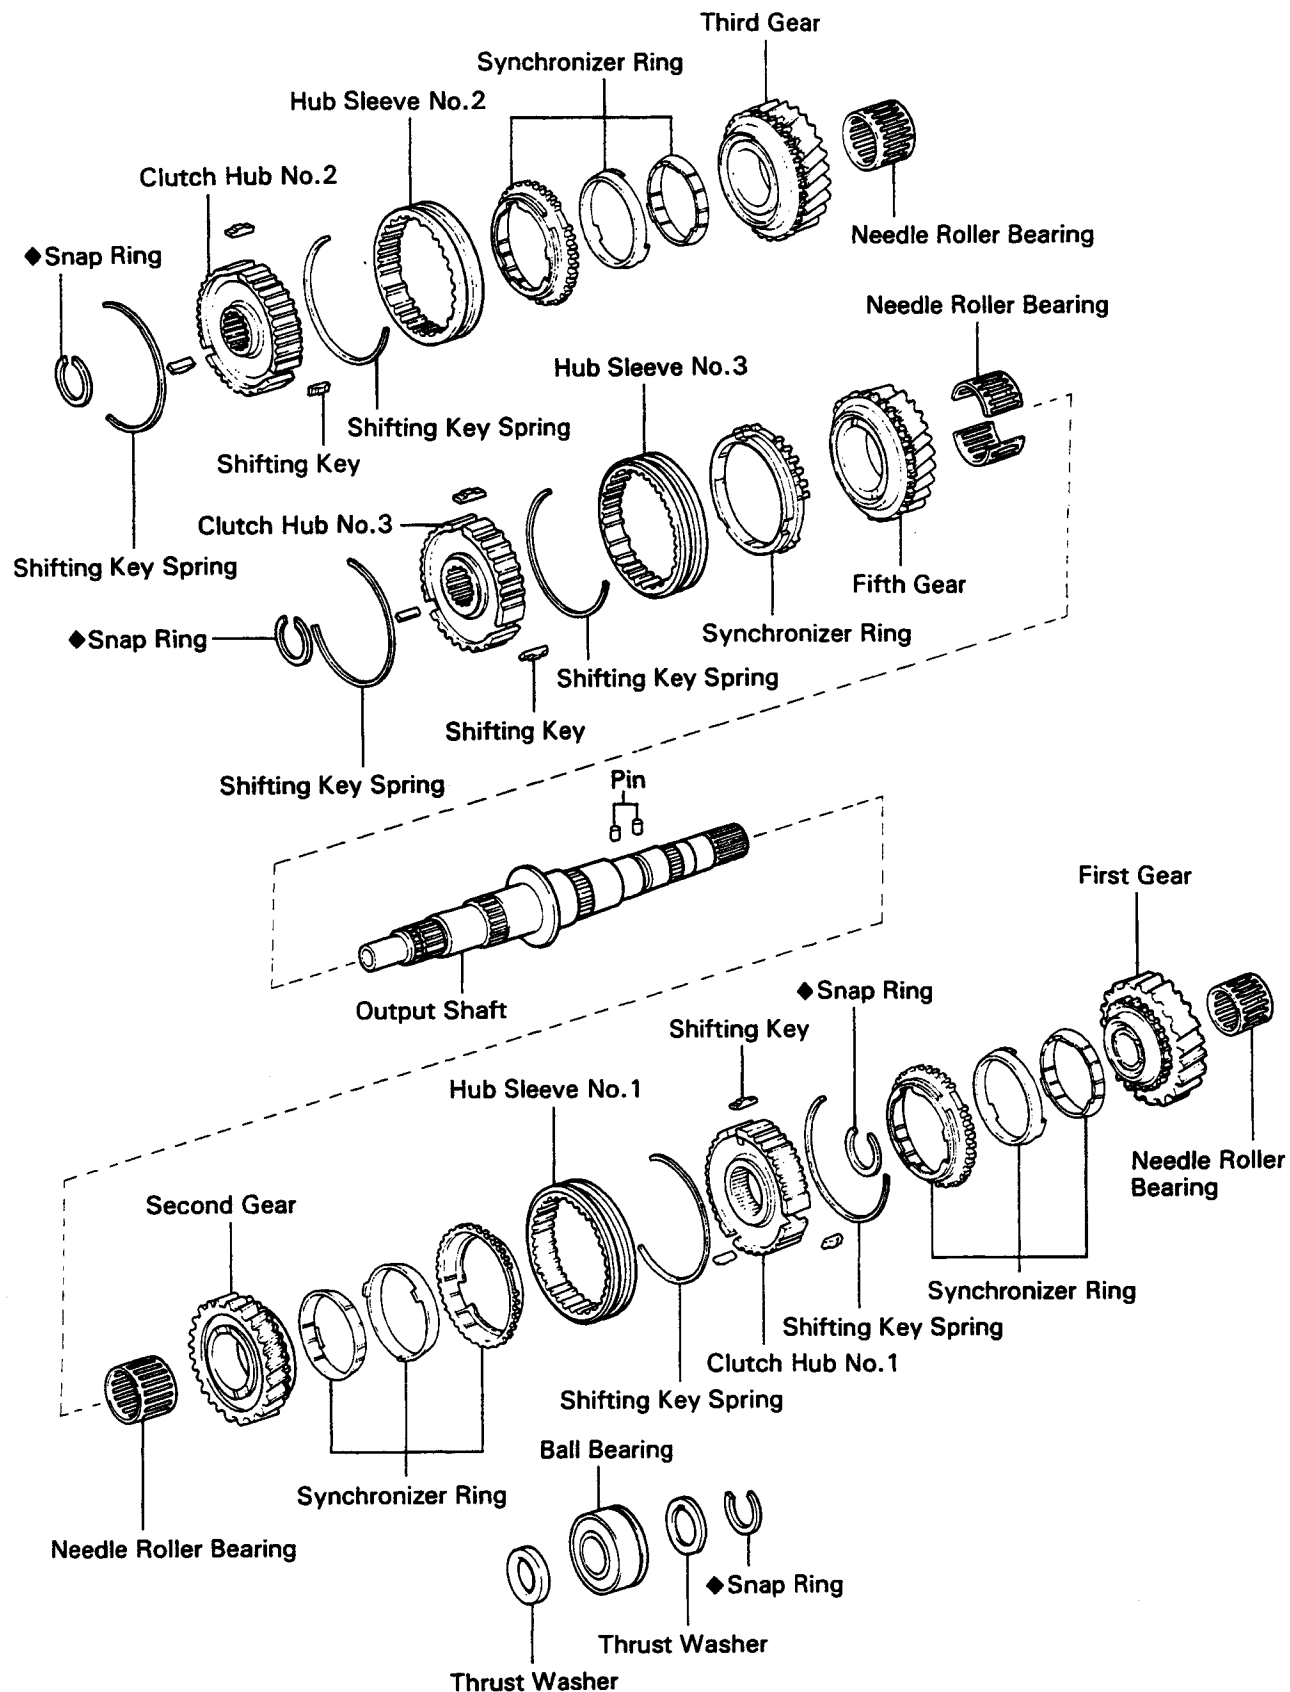 Third Gear
Synchronizer Ring
Hub Sleeve No.2
Clutch Hub No.2
Needle Roller Bearing
◆Snap Ring
Needle Roller Bearing
Hub Sleeve No.3
Shifting Key Spring
Shifting Key
Clutch Hub No.3
Shifting Key Spring
Fifth Gear
Synchronizer Ring
◆Snap Ring
Shifting Key Spring
Shifting Key
Shifting Key Spring
Pin
First Gear
Output Shaft
◆Snap Ring
Shifting Key
Hub Sleeve No.1
Needle Roller
Bearing
Second Gear
Synchronizer Ring
Shifting Key Spring
Clutch Hub No.1
Shifting Key Spring
Ball Bearing
Synchronizer Ring
Needle Roller Bearing
◆Snap Ring
Thrust Washer
Thrust Washer